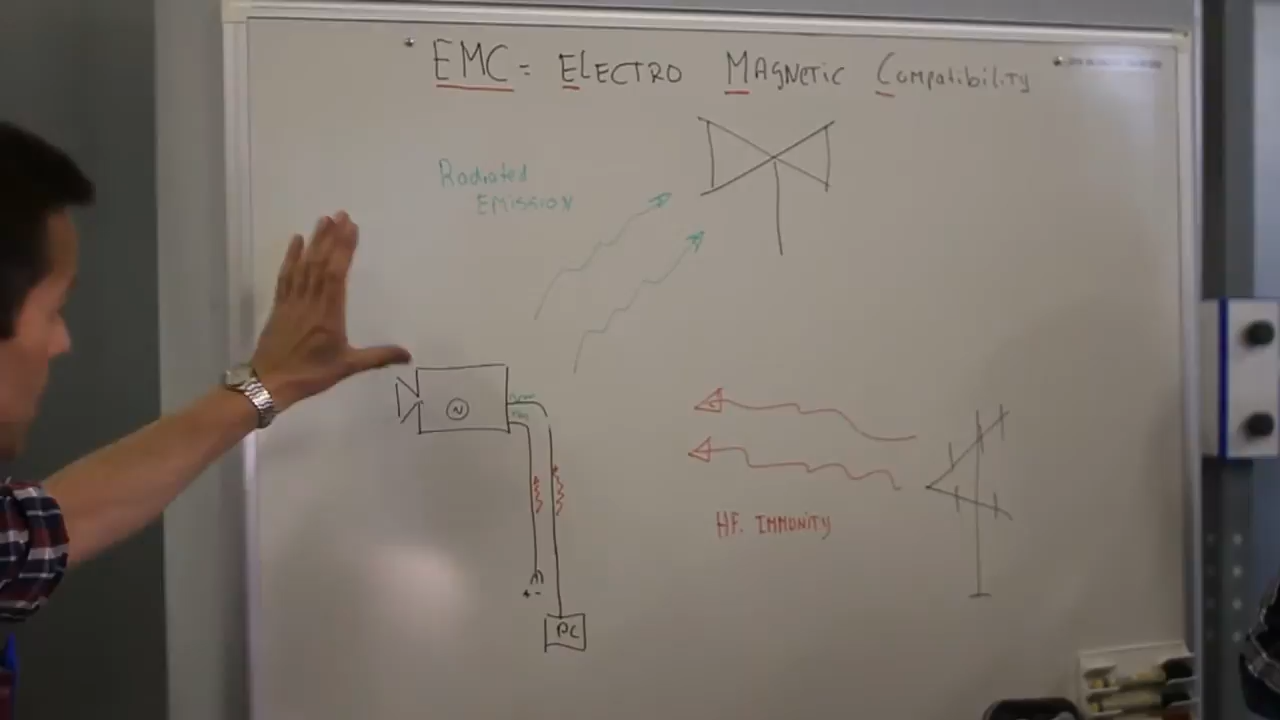 EMC = ELECTRO MAGNETIC COMPATIBILITY
Radiated
EMISSION
N
HF. IMMUNITY
+ -
PC